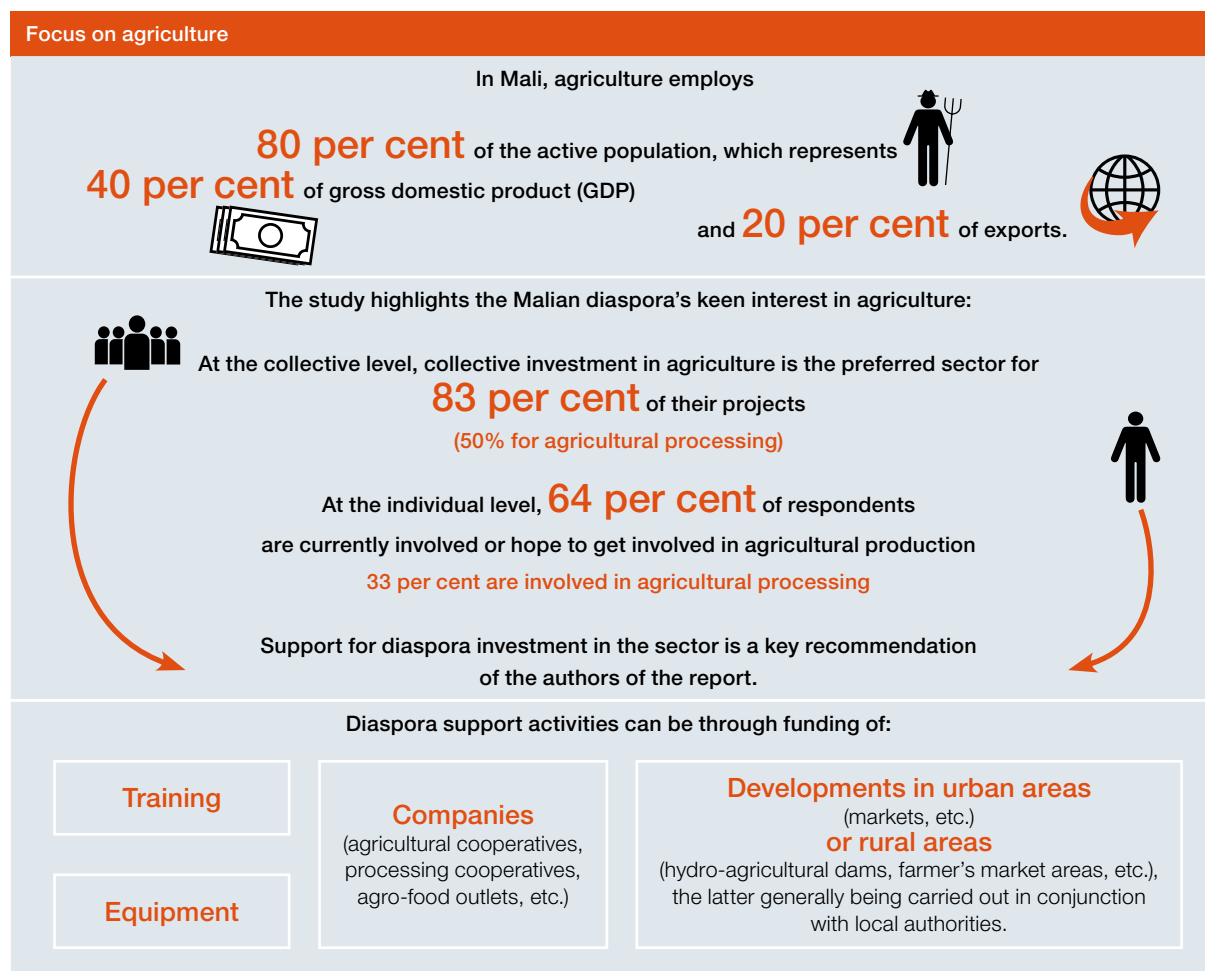 Focus on agriculture
In Mali, agriculture employs
80 per cent of the active population, which represents
40 per cent of gross domestic product (GDP)
and 20 per cent of exports.
The study highlights the Malian diaspora’s keen interest in agriculture:
At the collective level, collective investment in agriculture is the preferred sector for
83 per cent of their projects
(50% for agricultural processing)
At the individual level, 64 per cent of respondents
are currently involved or hope to get involved in agricultural production
33 per cent are involved in agricultural processing
Support for diaspora investment in the sector is a key recommendation
of the authors of the report.
Diaspora support activities can be through funding of:
Training
Equipment
Companies
(agricultural cooperatives,
processing cooperatives,
agro-food outlets, etc.)
Developments in urban areas
(markets, etc.)
or rural areas
(hydro-agricultural dams, farmer’s market areas, etc.),
the latter generally being carried out in conjunction
with local authorities.